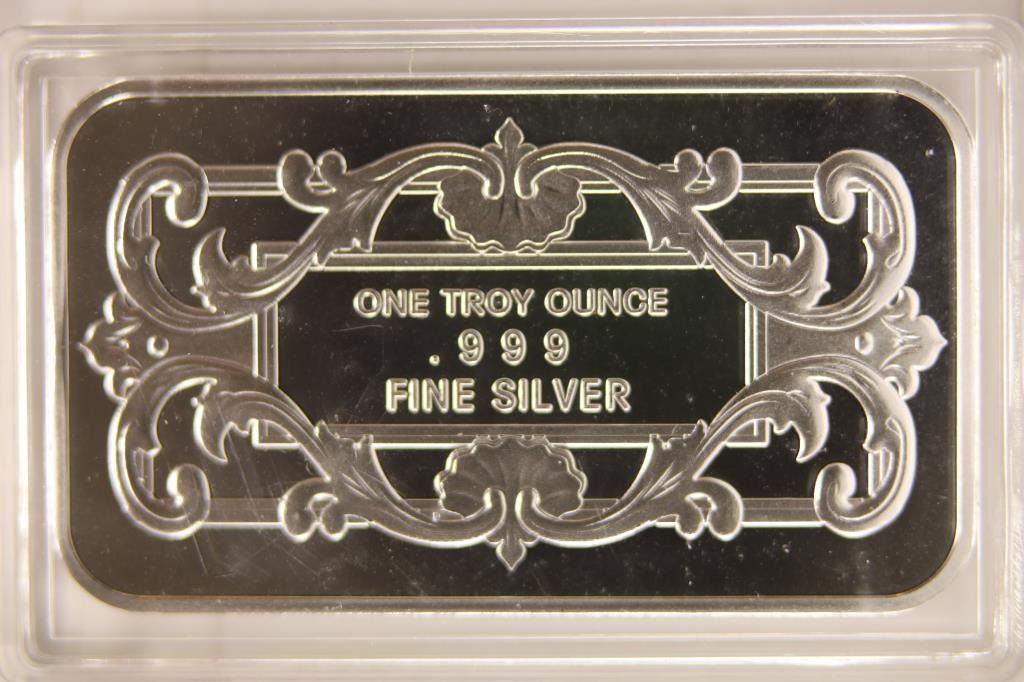 ONE TROY OUNCE
.999
FINE SILVER